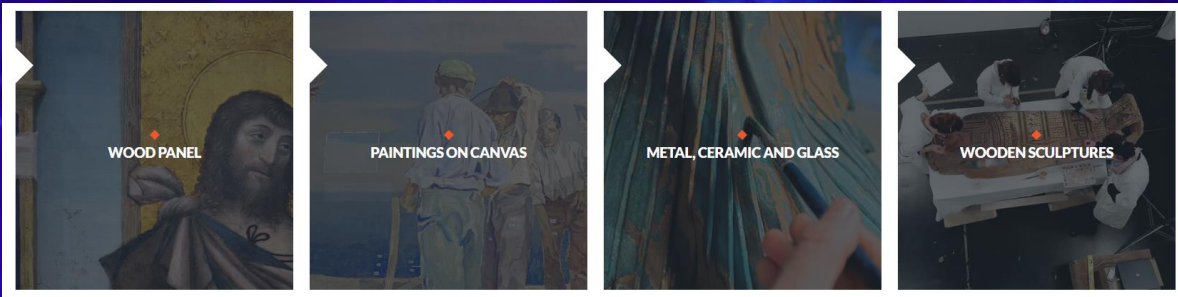 WOOD PANEL
PAINTINGS ON CANVAS
METAL, CERAMIC AND GLASS
WOODEN SCULPTURES